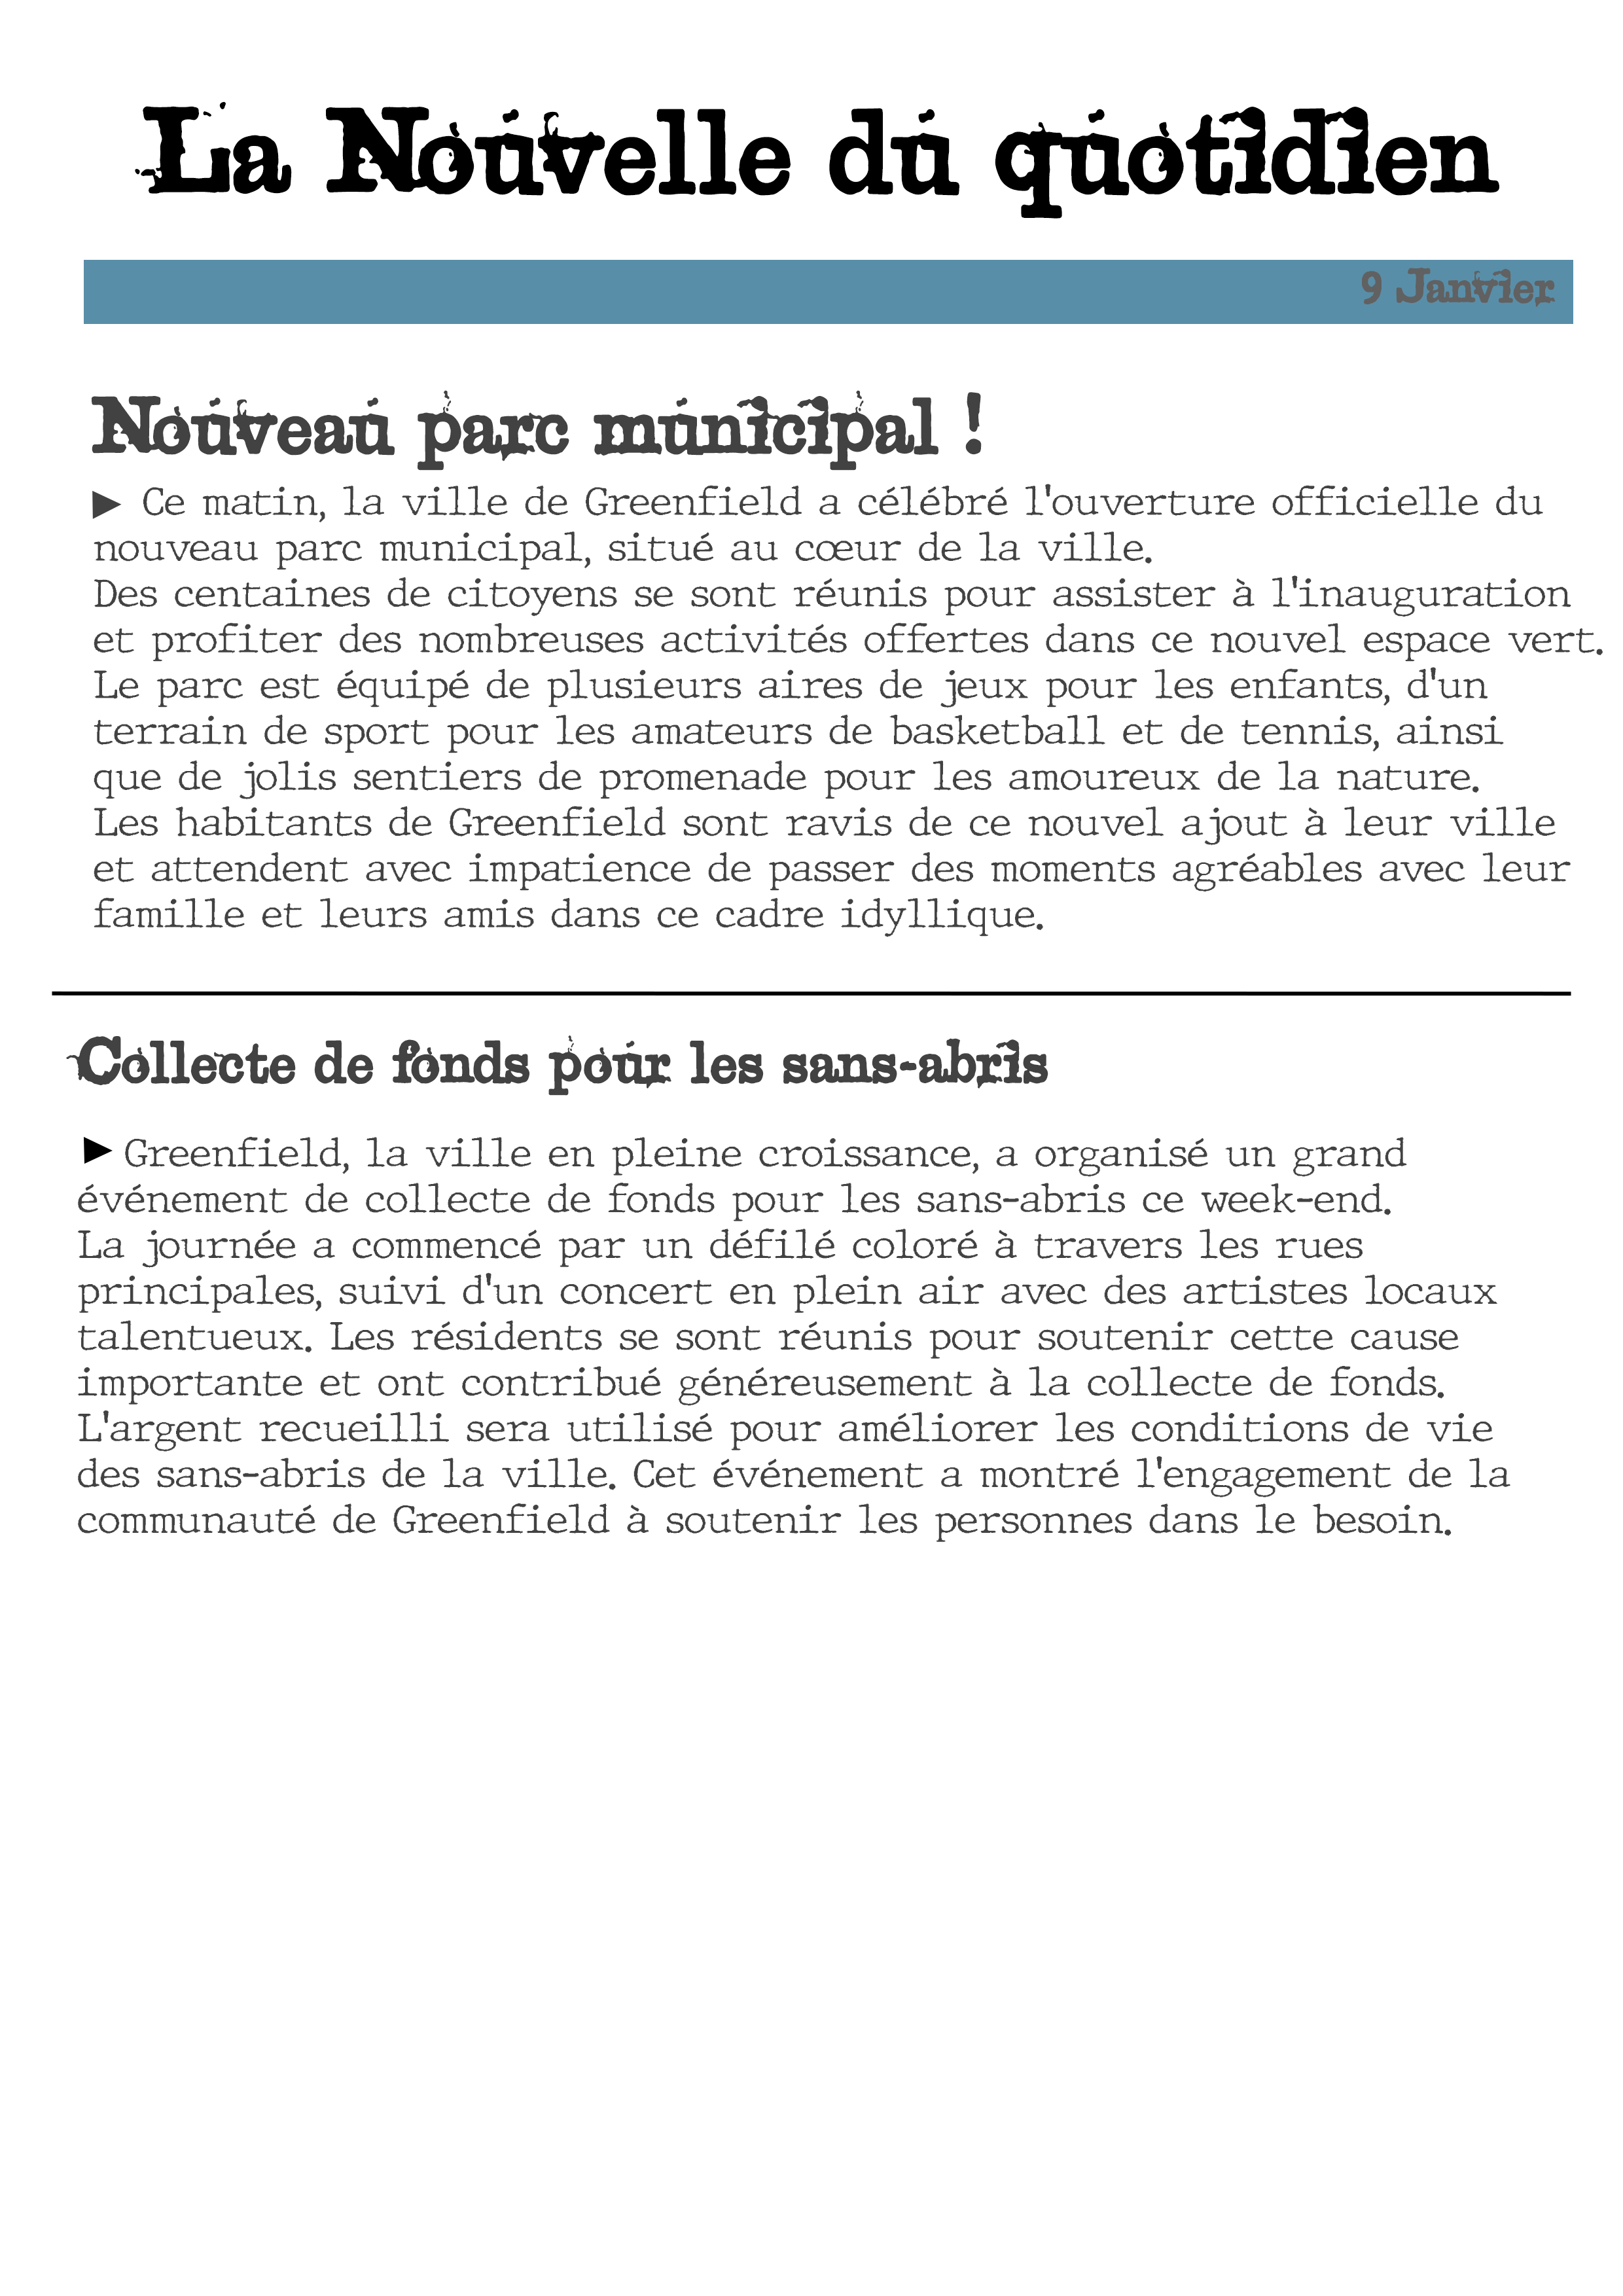 La Nouvelle du quotidien
9 Janvier
Nouveau parc municipal !
► Ce matin, la ville de Greenfield a célébré l'ouverture officielle du
nouveau parc municipal, situé au cœur de la ville.
Des centaines de citoyens se sont réunis pour assister à l'inauguration
et profiter des nombreuses activités offertes dans ce nouvel espace vert.
Le parc est équipé de plusieurs aires de jeux pour les enfants, d'un
terrain de sport pour les amateurs de basketball et de tennis, ainsi
que de jolis sentiers de promenade pour les amoureux de la nature.
Les habitants de Greenfield sont ravis de ce nouvel ajout à leur ville
et attendent avec impatience de passer des moments agréables avec leur
famille et leurs amis dans ce cadre idyllique.
Collecte de fonds pour les sans-abris
► Greenfield, la ville en pleine croissance, a organisé un grand
événement de collecte de fonds pour les sans-abris ce week-end.
La journée a commencé par un défilé coloré à travers les rues
principales, suivi d'un concert en plein air avec des artistes locaux
talentueux. Les résidents se sont réunis pour soutenir cette cause
importante et ont contribué généreusement à la collecte de fonds.
L'argent recueilli sera utilisé pour améliorer les conditions de vie
des sans-abris de la ville. Cet événement a montré l'engagement de la
communauté de Greenfield à soutenir les personnes dans le besoin.